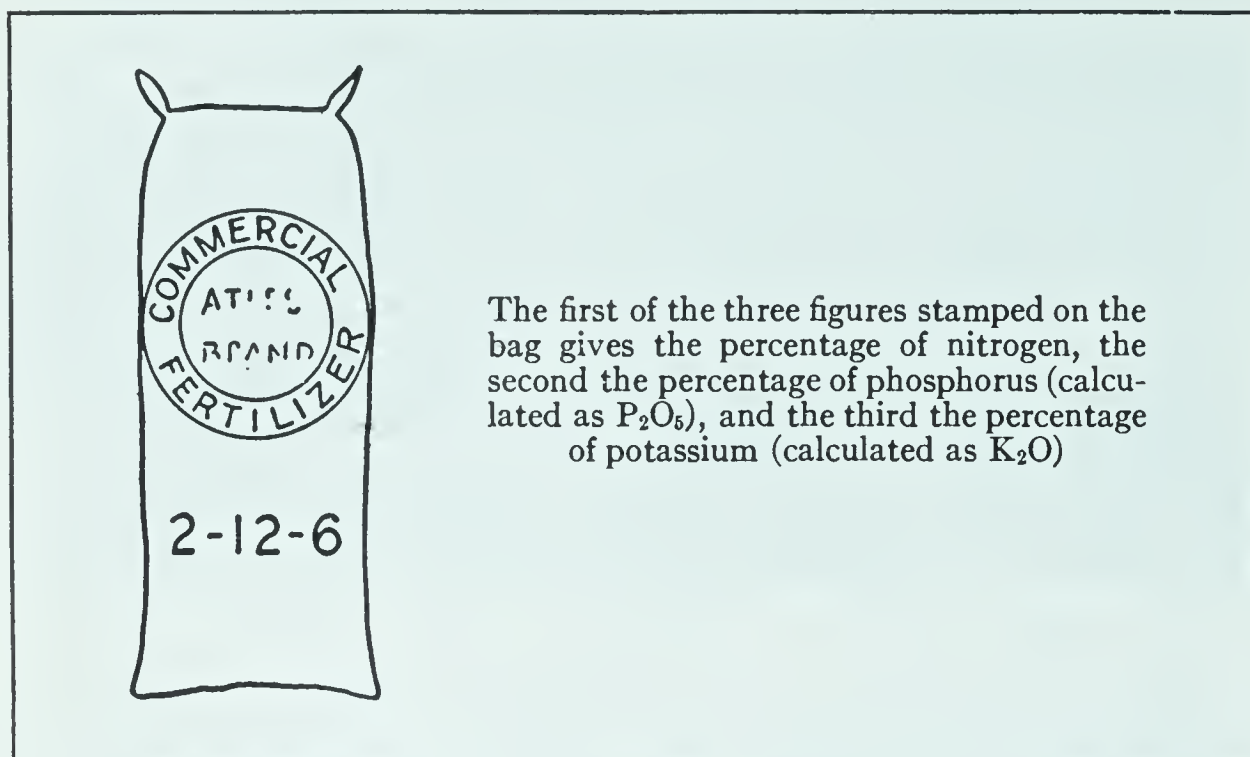 COMMERCIAL
BRAND
FERTILIZER
2-12-6
The first of the three figures stamped on the
bag gives the percentage of nitrogen, the
second the percentage of phosphorus (calcu-
lated as P₂O₅), and the third the percentage
of potassium (calculated as K₂O)